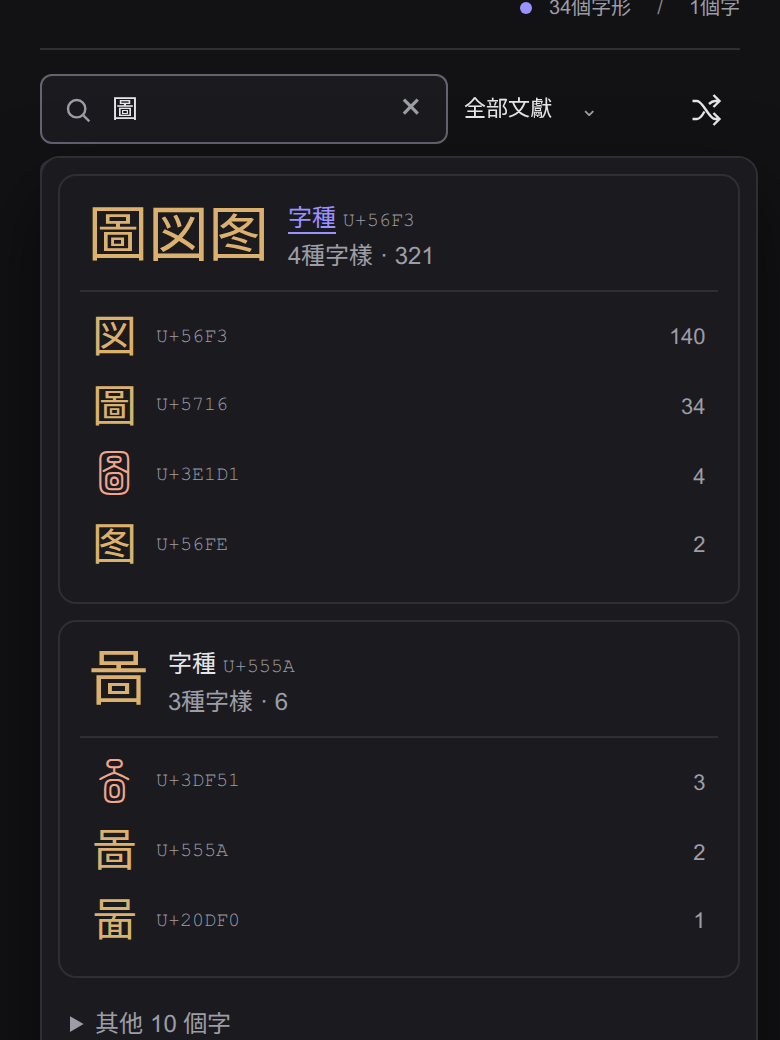 34個字形 / 1個字
圖
全部文獻
圖図图 字種 U+56F3
4種字樣 · 321
図 U+56F3 140
圖 U+5716 34
U+3E1D1 4
图 U+56FE 2
啚 字種 U+555A
3種字樣 · 6
U+3DF51 3
啚 U+555A 2
U+20DF0 1
其他 10 個字